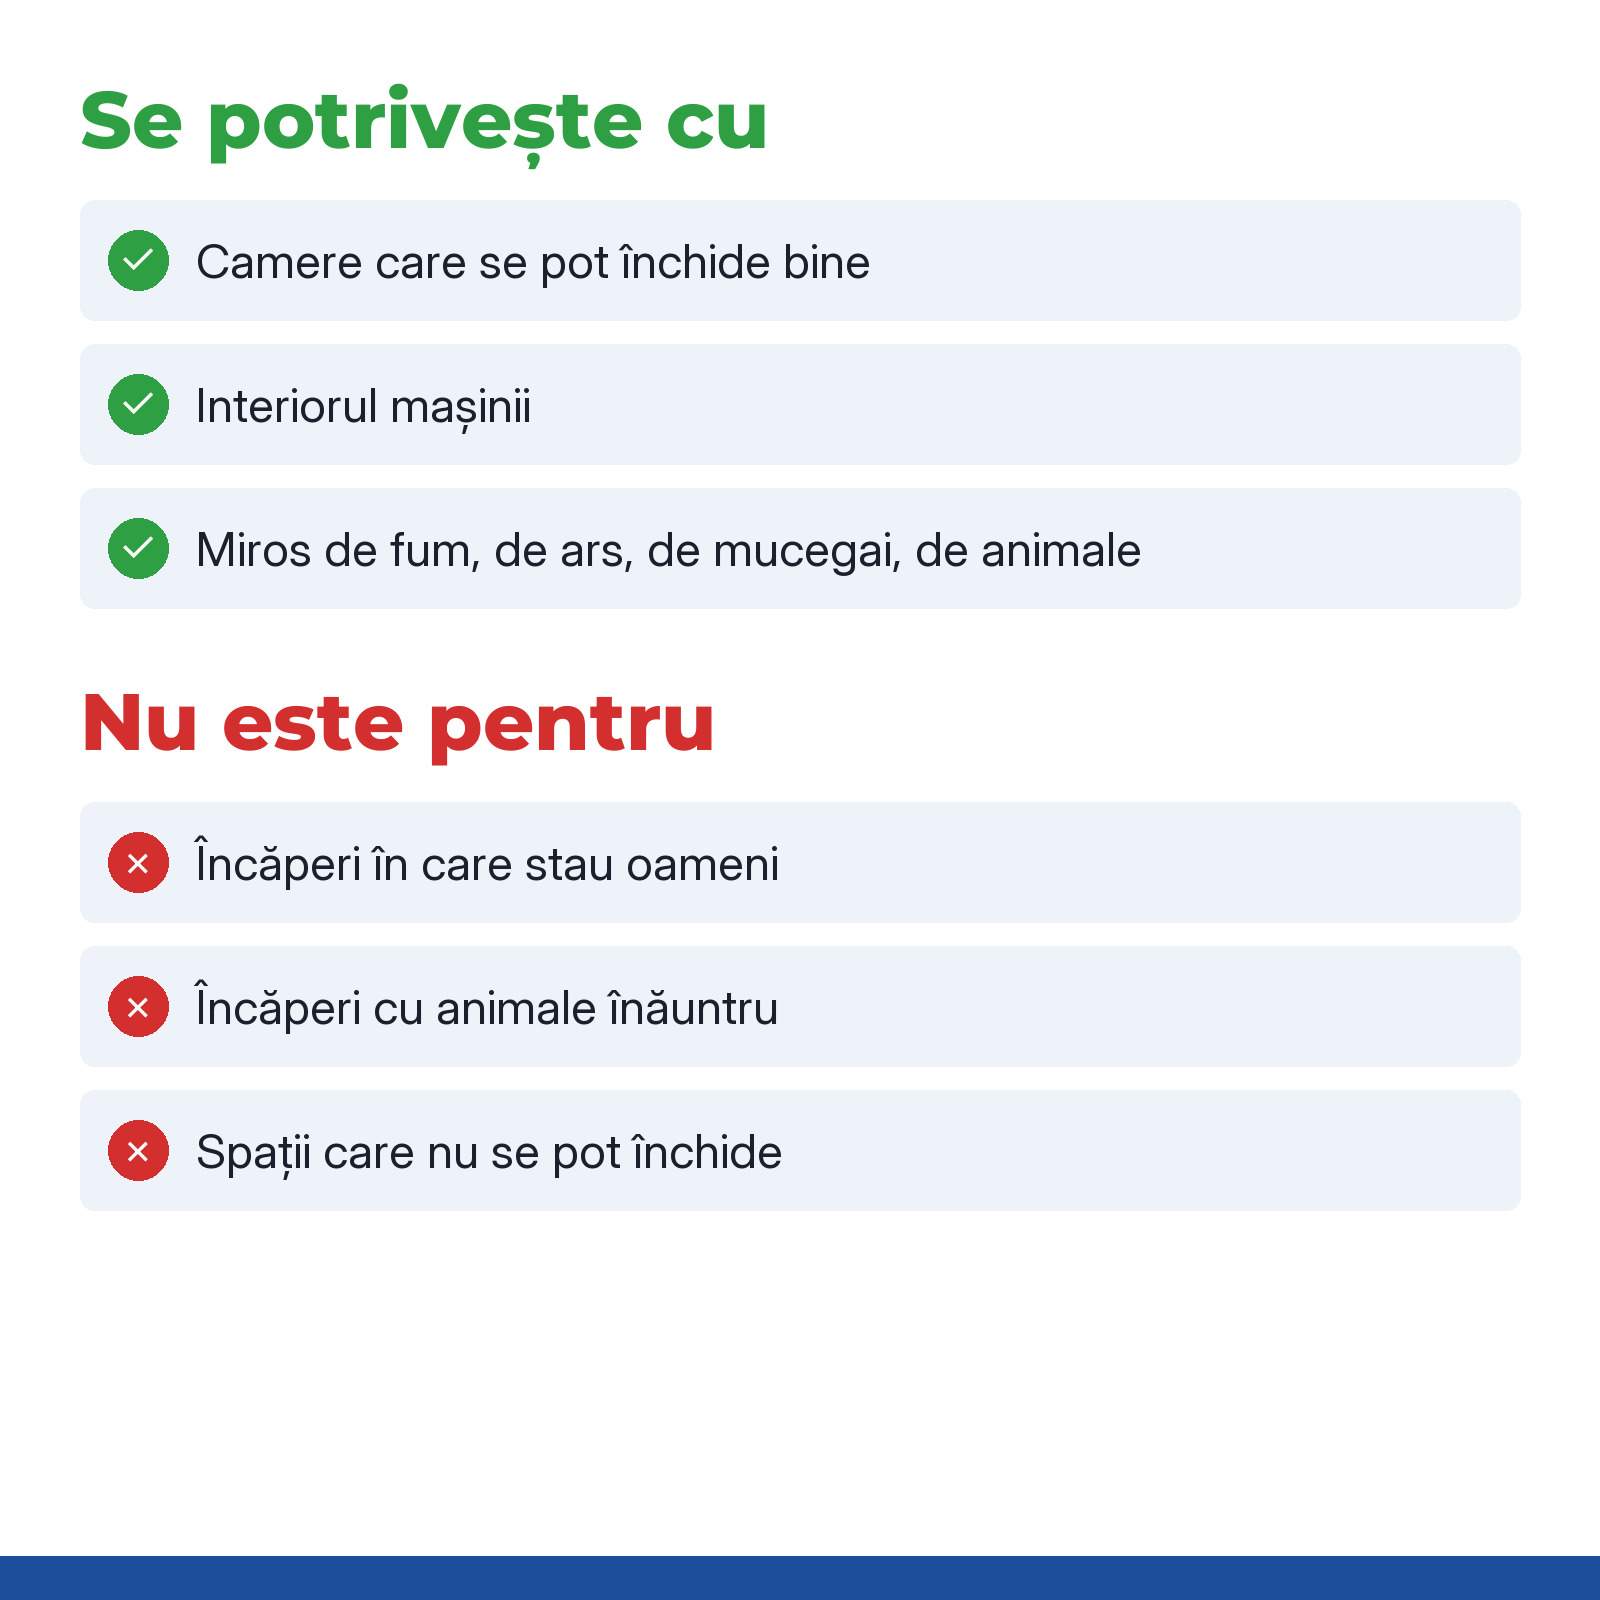 Se potrivește cu
Camere care se pot închide bine
Interiorul mașinii
Miros de fum, de ars, de mucegai, de animale
Nu este pentru
Încăperi în care stau oameni
Încăperi cu animale înăuntru
Spații care nu se pot închide